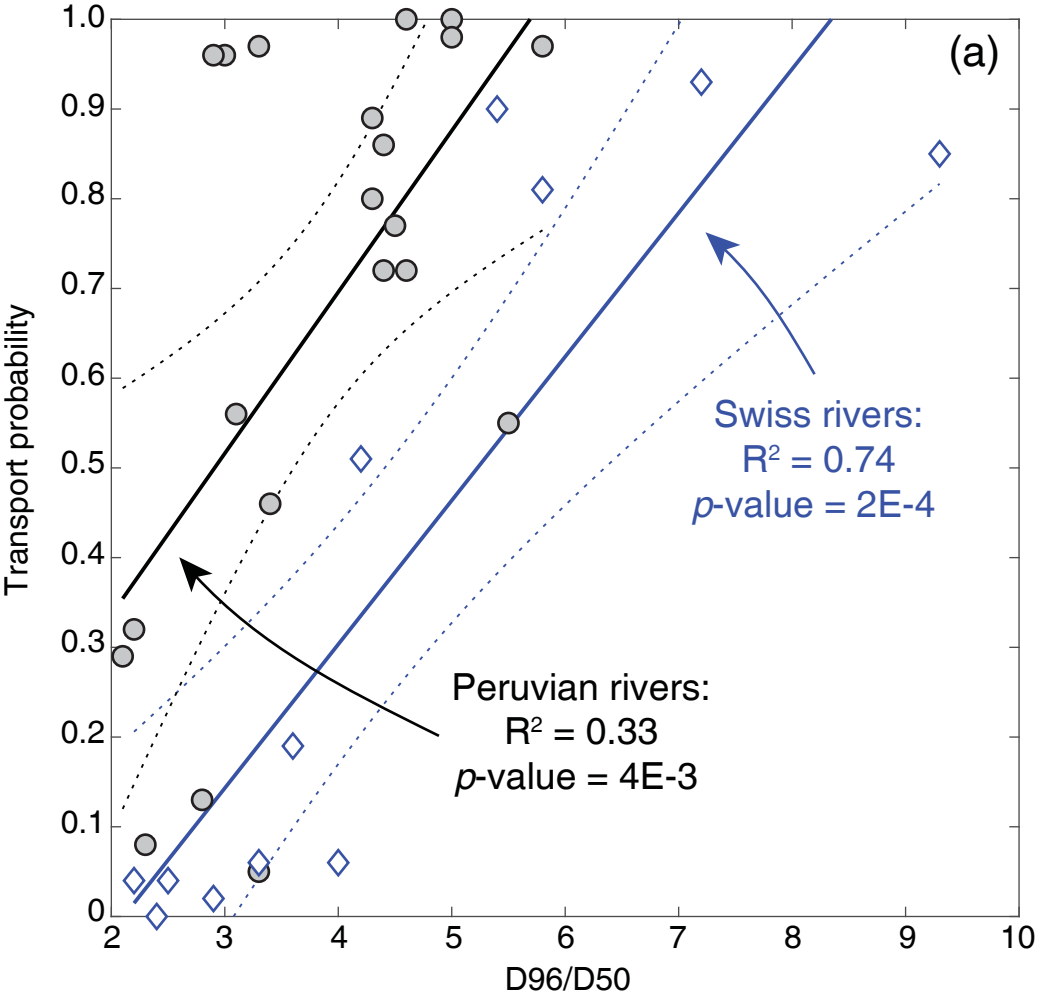 (a)
1.0
0.9
0.8
0.7
0.6
0.5
0.4
0.3
0.2
0.1
0
Transport probability
Swiss rivers:
R² = 0.74
p-value = 2E-4
Peruvian rivers:
R² = 0.33
p-value = 4E-3
2 3 4 5 6 7 8 9 10
D96/D50